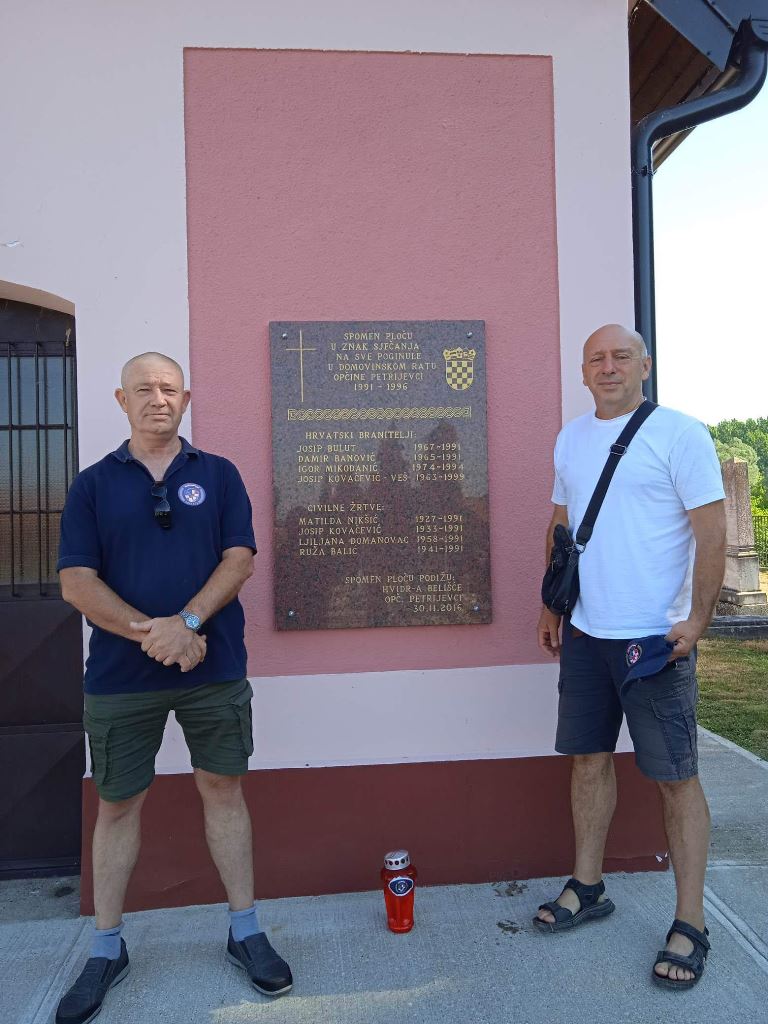 SPOMEN PLOČU
U ZNAK SJEĆANJA
NA SVE POGINULE
U DOMOVINSKOM RATU
OPĆINE PETRIJEVCI
1991 - 1996
HRVATSKI BRANITELJI:
JOSIP BULUT 1967-1991
DAMIR BANOVIĆ 1965-1991
IGOR MIKODANIĆ 1974-1994
JOSIP KOVAČEVIĆ - VEŠ 1963-1999
CIVILNE ŽRTVE:
MATILDA NIKŠIĆ 1927-1991
JOSIP KOVAČEVIĆ 1933-1991
LJILJANA DOMANOVAC 1958-1991
RUŽA BALIĆ 1941-1991
SPOMEN PLOČU PODIŽU:
HVIDR-A BELIŠĆE
OPĆ. PETRIJEVCI
30.11.2016